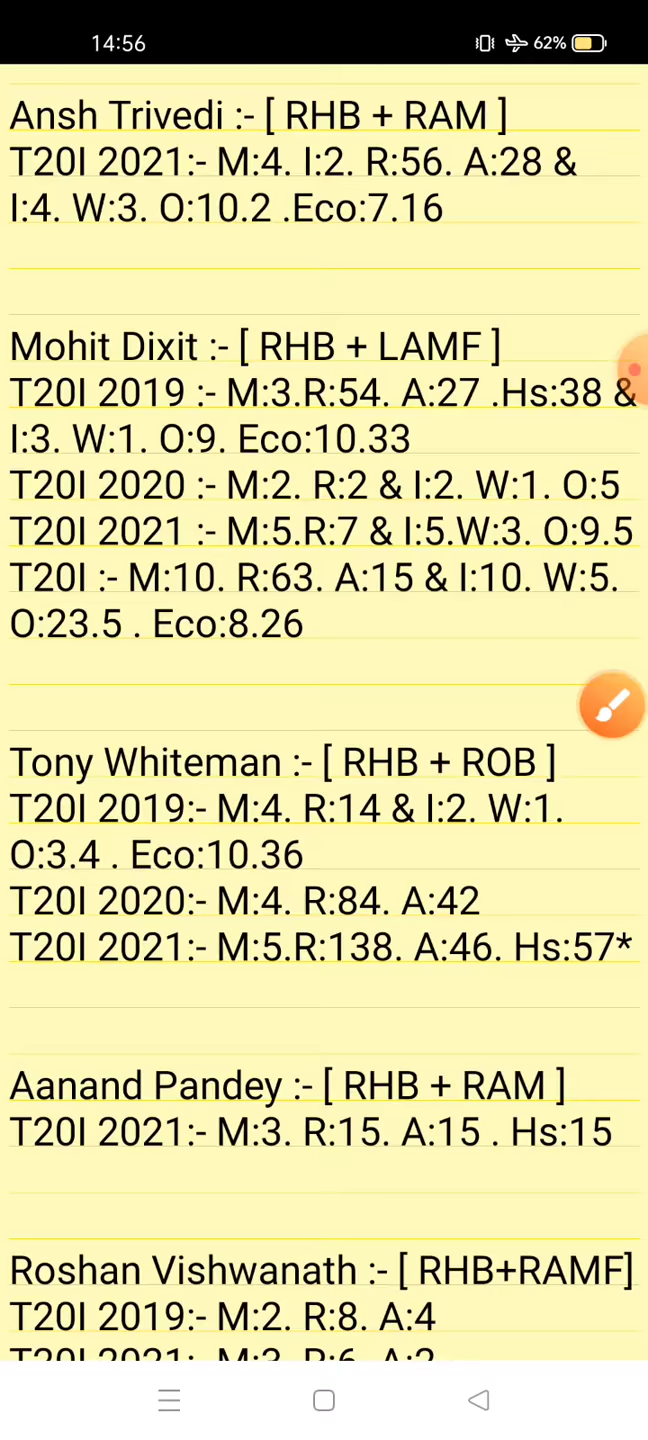 14:56
62%
Ansh Trivedi :- [ RHB + RAM ]
T20I 2021:- M:4. I:2. R:56. A:28 &
I:4. W:3. O:10.2 .Eco:7.16
Mohit Dixit :- [ RHB + LAMF ]
T20I 2019 :- M:3.R:54. A:27 .Hs:38 &
I:3. W:1. O:9. Eco:10.33
T20I 2020 :- M:2. R:2 & I:2. W:1. O:5
T20I 2021 :- M:5.R:7 & I:5.W:3. O:9.5
T20I :- M:10. R:63. A:15 & I:10. W:5.
O:23.5 . Eco:8.26
Tony Whiteman :- [ RHB + ROB ]
T20I 2019:- M:4. R:14 & I:2. W:1.
O:3.4 . Eco:10.36
T20I 2020:- M:4. R:84. A:42
T20I 2021:- M:5.R:138. A:46. Hs:57*
Aanand Pandey :- [ RHB + RAM ]
T20I 2021:- M:3. R:15. A:15 . Hs:15
Roshan Vishwanath :- [ RHB+RAMF]
T20I 2019:- M:2. R:8. A:4
T20I 2021:- M:3. R:6. A:2